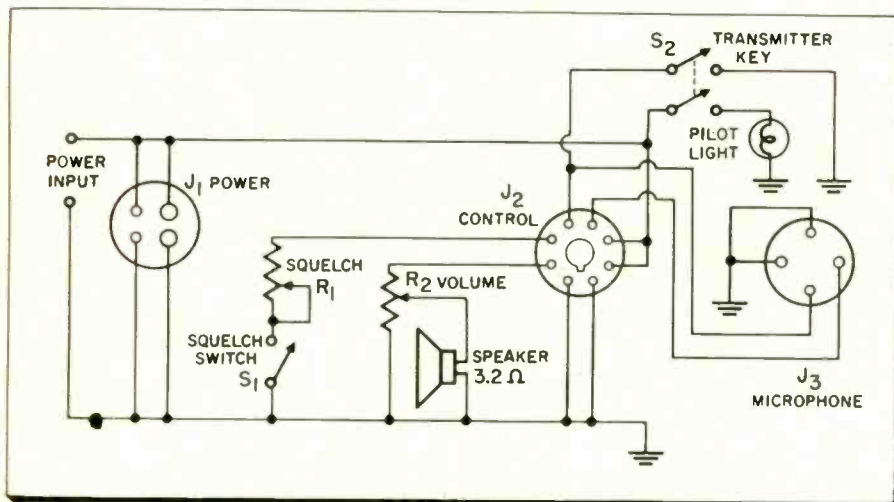 S2 TRANSMITTER
KEY
POWER
INPUT
J1 POWER
PILOT
LIGHT
J2
CONTROL
SQUELCH
R1
R2 VOLUME
SQUELCH
SWITCH
S1
SPEAKER
3.2 Ω
J3
MICROPHONE